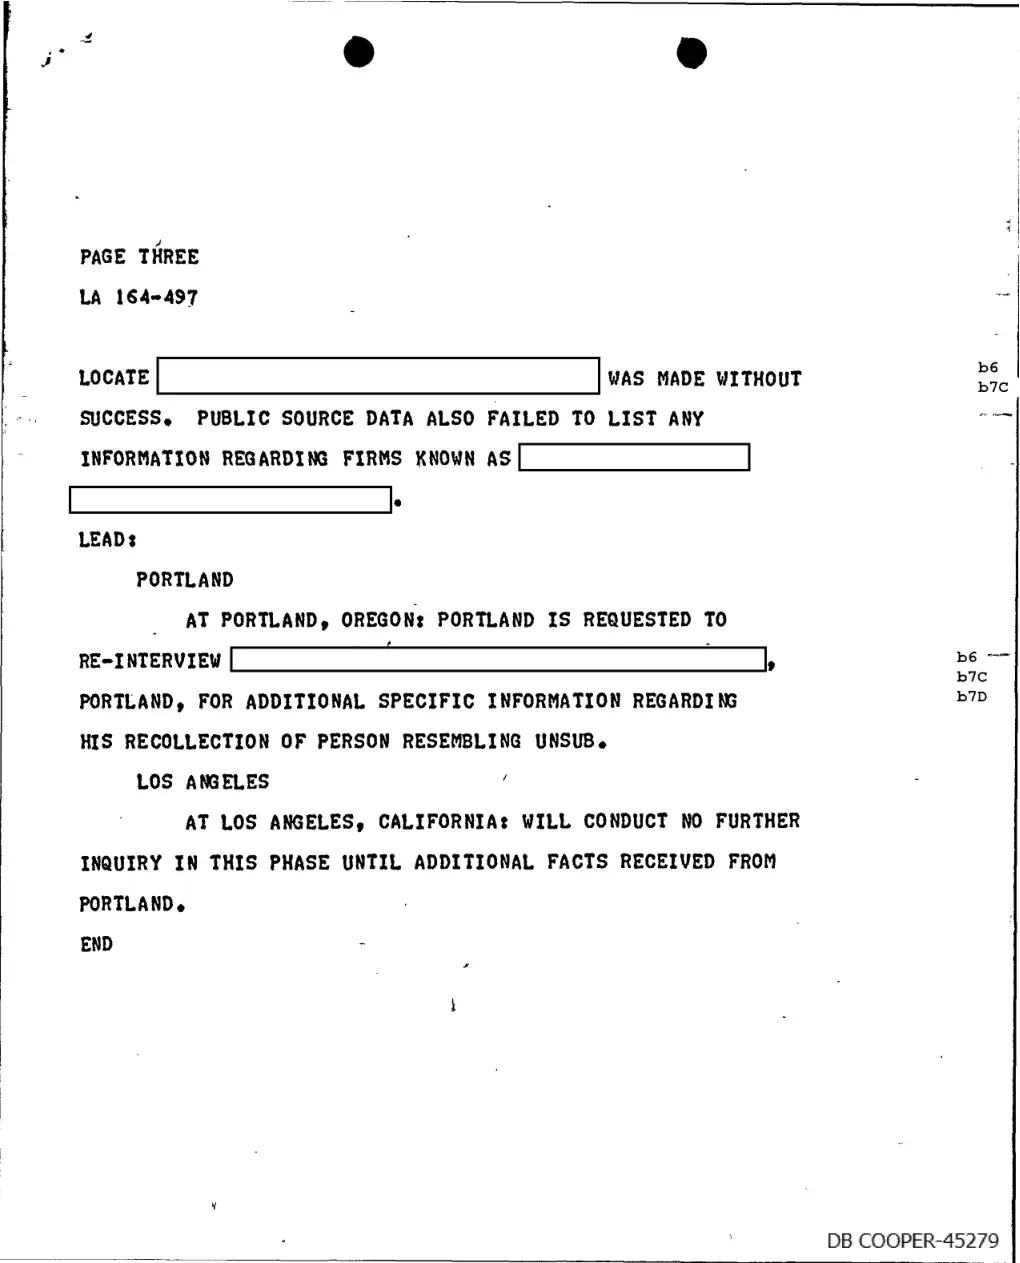 PAGE THREE
LA 164-497
LOCATE WAS MADE WITHOUT
b6
b7C
SUCCESS. PUBLIC SOURCE DATA ALSO FAILED TO LIST ANY
INFORMATION REGARDING FIRMS KNOWN AS
.
LEAD:
PORTLAND
AT PORTLAND, OREGON: PORTLAND IS REQUESTED TO
RE-INTERVIEW ,
b6
b7C
b7D
PORTLAND, FOR ADDITIONAL SPECIFIC INFORMATION REGARDING
HIS RECOLLECTION OF PERSON RESEMBLING UNSUB.
LOS ANGELES
AT LOS ANGELES, CALIFORNIA: WILL CONDUCT NO FURTHER
INQUIRY IN THIS PHASE UNTIL ADDITIONAL FACTS RECEIVED FROM
PORTLAND.
END
DB COOPER-45279